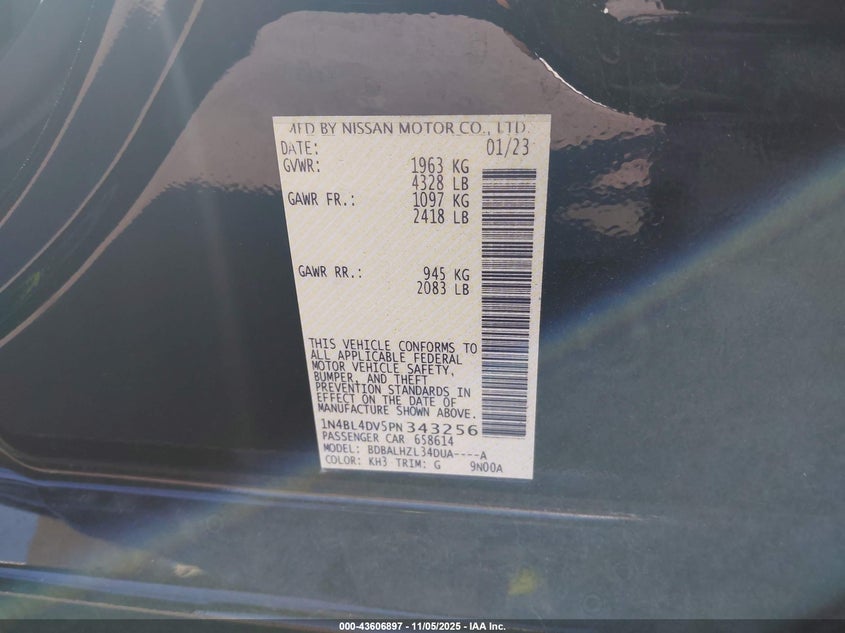 MFD BY NISSAN MOTOR CO., LTD.
DATE: 01/23
GVWR: 1963 KG
4328 LB
GAWR FR.: 1097 KG
2418 LB
GAWR RR.: 945 KG
2083 LB
THIS VEHICLE CONFORMS TO
ALL APPLICABLE FEDERAL
MOTOR VEHICLE SAFETY,
BUMPER, AND THEFT
PREVENTION STANDARDS IN
EFFECT ON THE DATE OF
MANUFACTURE SHOWN ABOVE.
1N4BL4DV5PN343256
PASSENGER CAR 658614
MODEL: BDBALHZL34DUA----A
COLOR: KH3 TRIM: G 9N00A
000-43606897 - 11/05/2025 - IAA Inc.